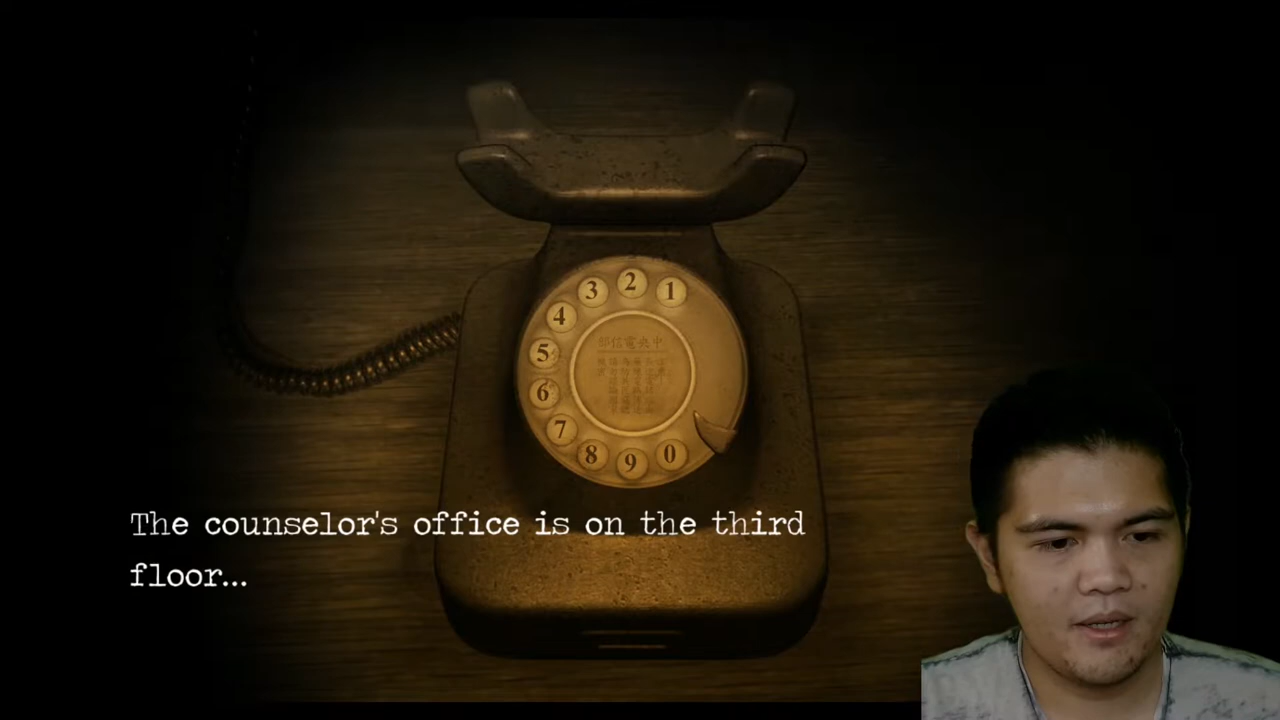 3 2 1
4
5
6
7
8 9 0
中央電信部
The counselor's office is on the third
floor...